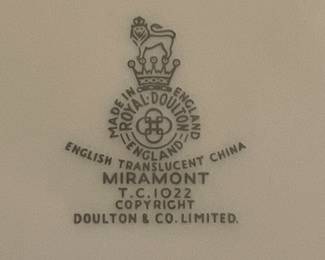 MADE IN ENGLAND
ROYAL·DOULTON
ENGLAND
ENGLISH TRANSLUCENT CHINA
MIRAMONT
T.C.1022
COPYRIGHT
DOULTON & CO. LIMITED.